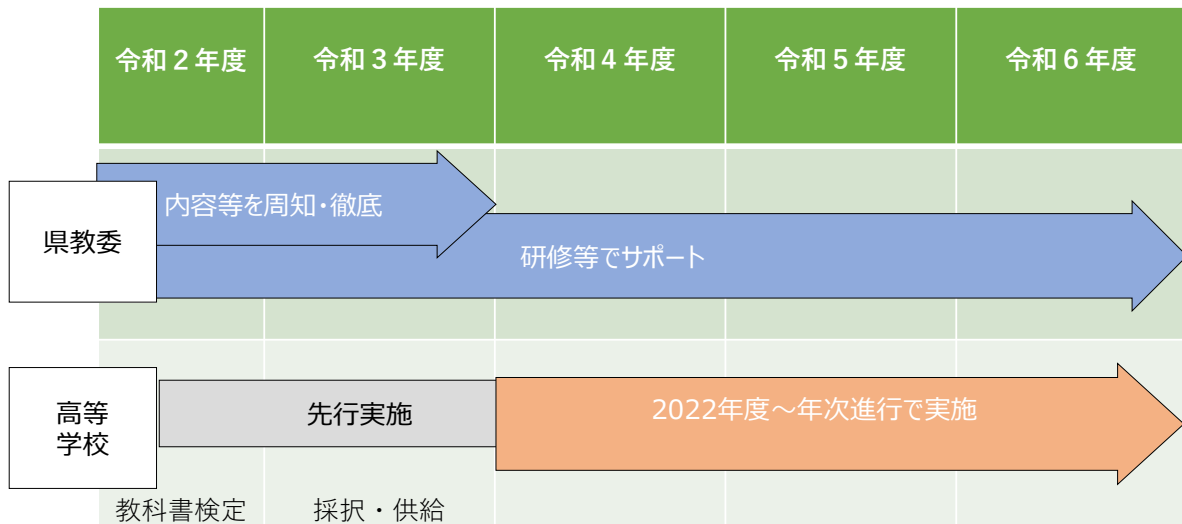 令和２年度 令和３年度 令和４年度 令和５年度 令和６年度
内容等を周知・徹底
県教委
研修等でサポート
高等
学校
先行実施
2022年度～年次進行で実施
教科書検定 採択・供給